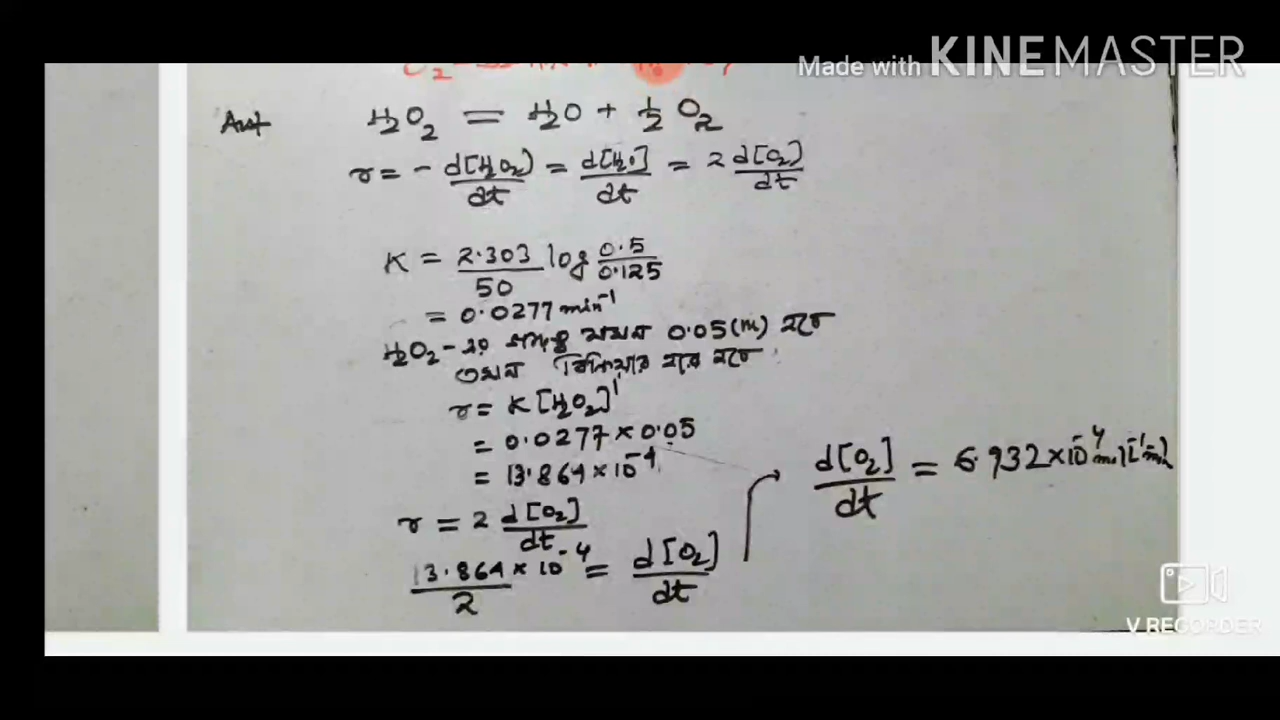 Made with KINEMASTER
Ans H₂O₂ = H₂O + ½ O₂
r = - d[H₂O₂)/dt = d[H₂O]/dt = 2 d[O₂)/dt
K = 2.303/50 log 0.5/0.125
= 0.0277 min⁻¹
H₂O₂-এর যখন 0.05(M) হবে
তখন বিক্রিয়ার হার হবে
r = K [H₂O₂]¹
= 0.0277 × 0.05
= 13.864 × 10⁻⁴
r = 2 d[O₂]/dt
13.864 × 10⁻⁴/2 = d[O₂]/dt
d[O₂]/dt = 6.932 × 10⁻⁴ mol L⁻¹ min⁻¹
V RECORDER